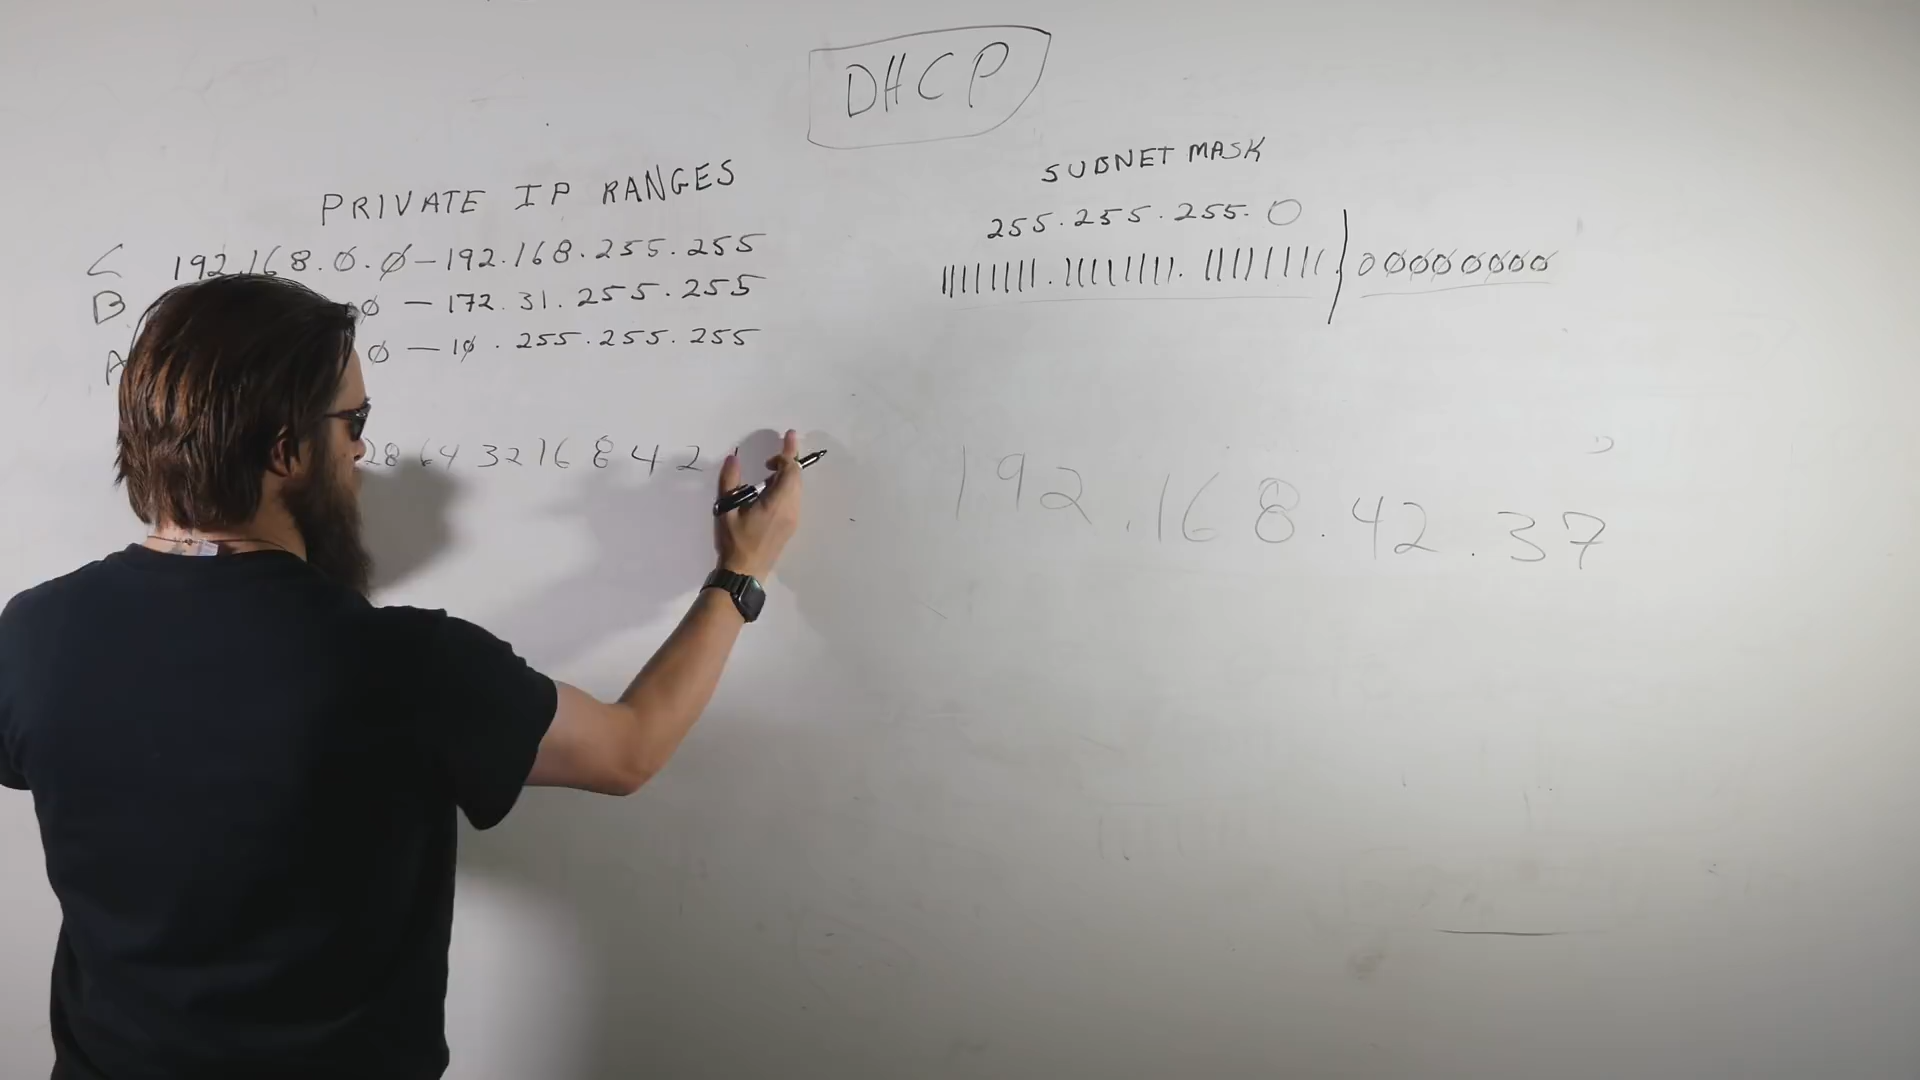 DHCP
PRIVATE IP RANGES
C 192.168.0.0-192.168.255.255
B 0 - 172.31.255.255
A 0 - 10.255.255.255
28 64 32 16 8 4 2
SUBNET MASK
255.255.255.0
11111111.11111111.11111111.00000000
192.168.42.37